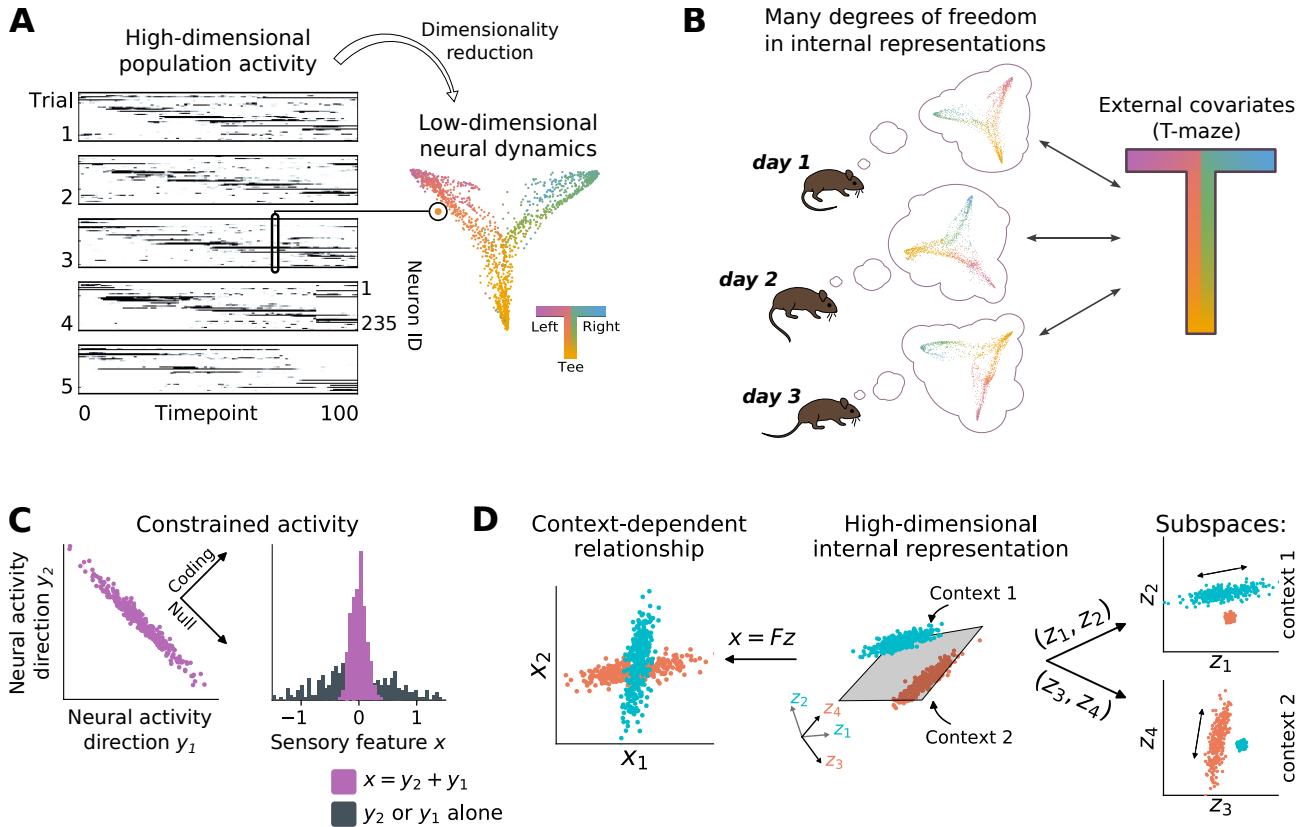 A
High-dimensional
population activity
Dimensionality
reduction
Trial
1
2
3
4
5
0
Timepoint
100
1
235
Neuron ID
Low-dimensional
neural dynamics
Left
Right
Tee
B
Many degrees of freedom
in internal representations
day 1
day 2
day 3
External covariates
(T-maze)
C
Constrained activity
Neural activity
direction y₂
Coding
Null
Neural activity
direction y₁
−1
0
1
Sensory feature x
x = y₂ + y₁
y₂ or y₁ alone
D
Context-dependent
relationship
x₂
x₁
x = Fz
High-dimensional
internal representation
Context 1
Context 2
z₂
z₄
z₁
z₃
(z₁, z₂)
(z₃, z₄)
Subspaces:
z₂
z₁
context 1
z₄
z₃
context 2